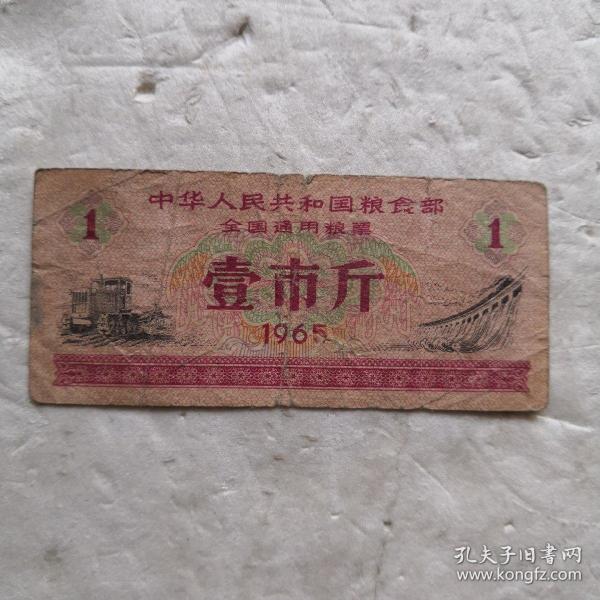 中华人民共和国粮食部
全国通用粮票
1
1
壹市斤
1965
孔夫子旧书网
www.kongfz.com